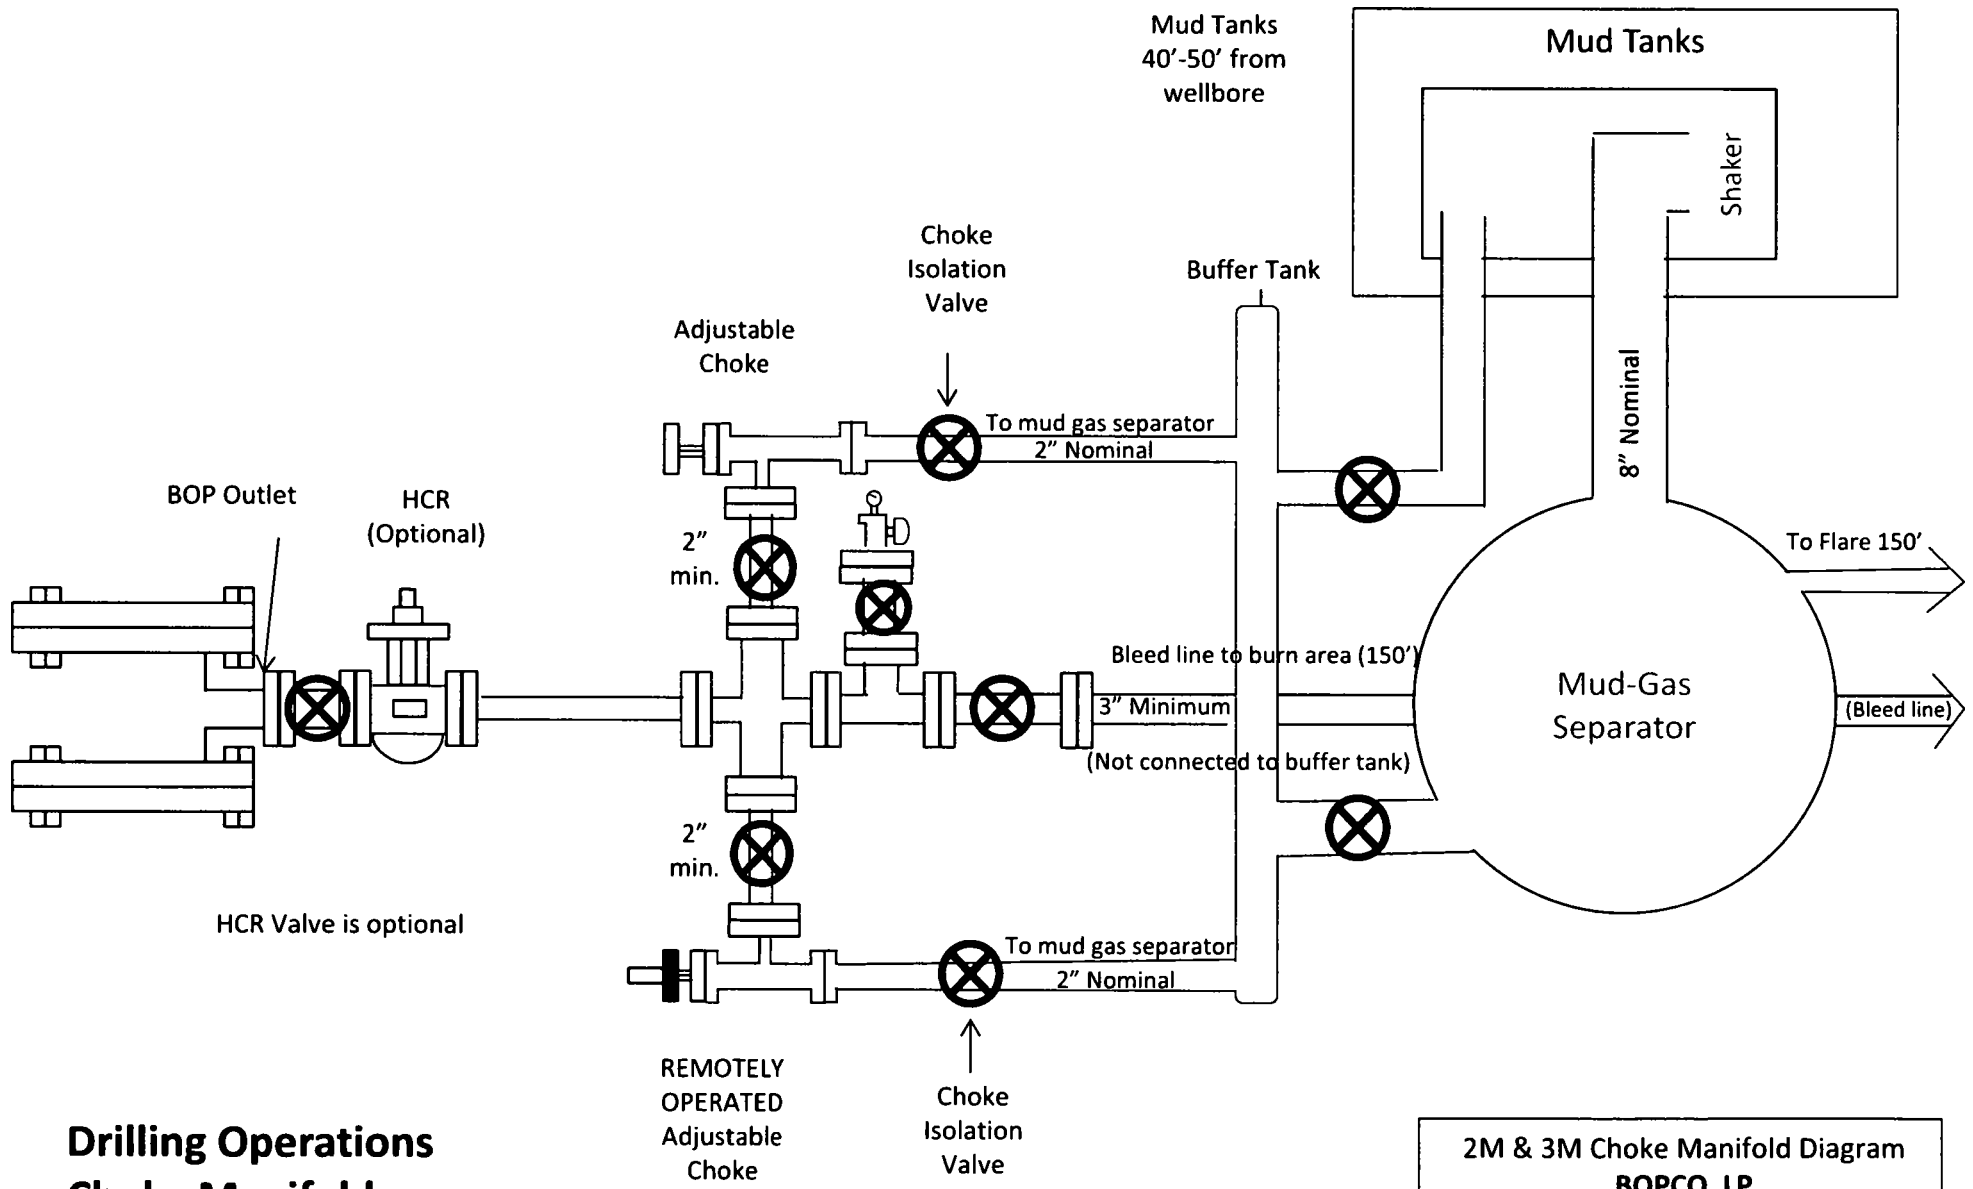 Mud Tanks
40'-50' from
wellbore
Mud Tanks
Shaker
Choke
Isolation
Valve
Buffer Tank
Adjustable
Choke
8" Nominal
To mud gas separator
2" Nominal
BOP Outlet
HCR
(Optional)
2"
min.
To Flare 150'
Bleed line to burn area (150')
3" Minimum
(Not connected to buffer tank)
Mud-Gas
Separator
(Bleed line)
2"
min.
HCR Valve is optional
To mud gas separator
2" Nominal
REMOTELY
OPERATED
Adjustable
Choke
Choke
Isolation
Valve
Drilling Operations
Choke Manifold
2M & 3M Choke Manifold Diagram
BOPCO, LP